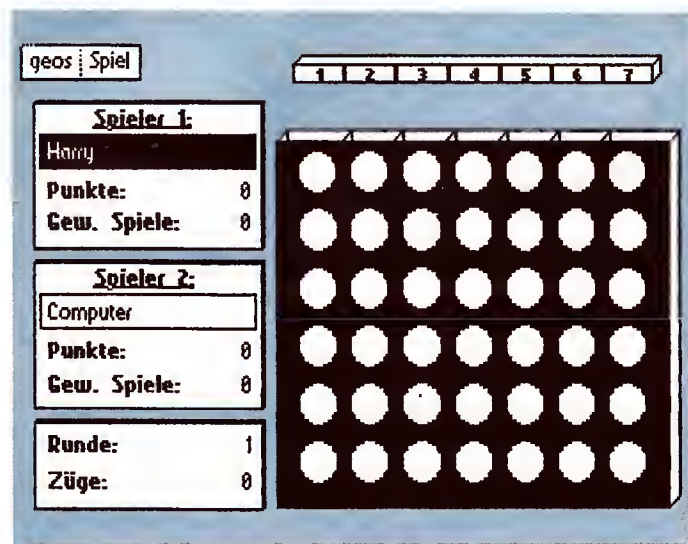 geos Spiel
1 2 3 4 5 6 7
Spieler 1:
Harry
Punkte: 0
Gew. Spiele: 0
Spieler 2:
Computer
Punkte: 0
Gew. Spiele: 0
Runde: 1
Züge: 0